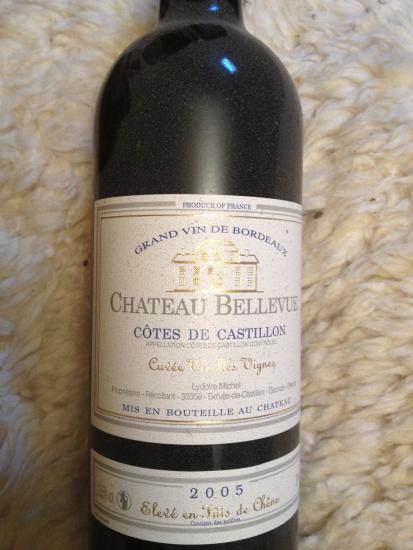 PRODUCE OF FRANCE
GRAND VIN DE BORDEAUX
CHATEAU BELLEVUE
CÔTES DE CASTILLON
APPELLATION CÔTES DE CASTILLON CONTRÔLÉE
Cuvée Vieilles Vignes
Lydoire Michel
Propriétaire - Récoltant - 33350 - Belvès-de-Castillon - Gironde - France
MIS EN BOUTEILLE AU CHATEAU
2005
Elevé en Fûts de Chêne